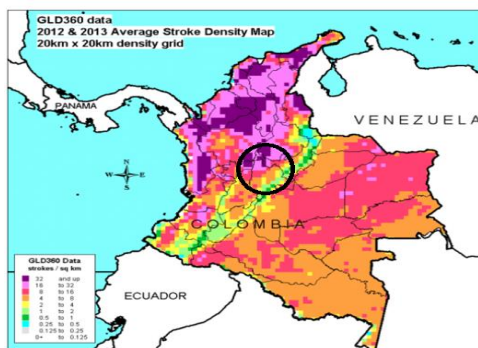 GLD360 data
2012 & 2013 Average Stroke Density Map
20km x 20km density grid
PANAMA
VENEZUELA
N
W E
S
COLOMBIA
ECUADOR
GLD360 Data
strokes / sq km
32 and up
16 to 32
8 to 16
4 to 8
2 to 4
1 to 2
0.5 to 1
0.25 to 0.5
0.125 to 0.25
0+ to 0.125